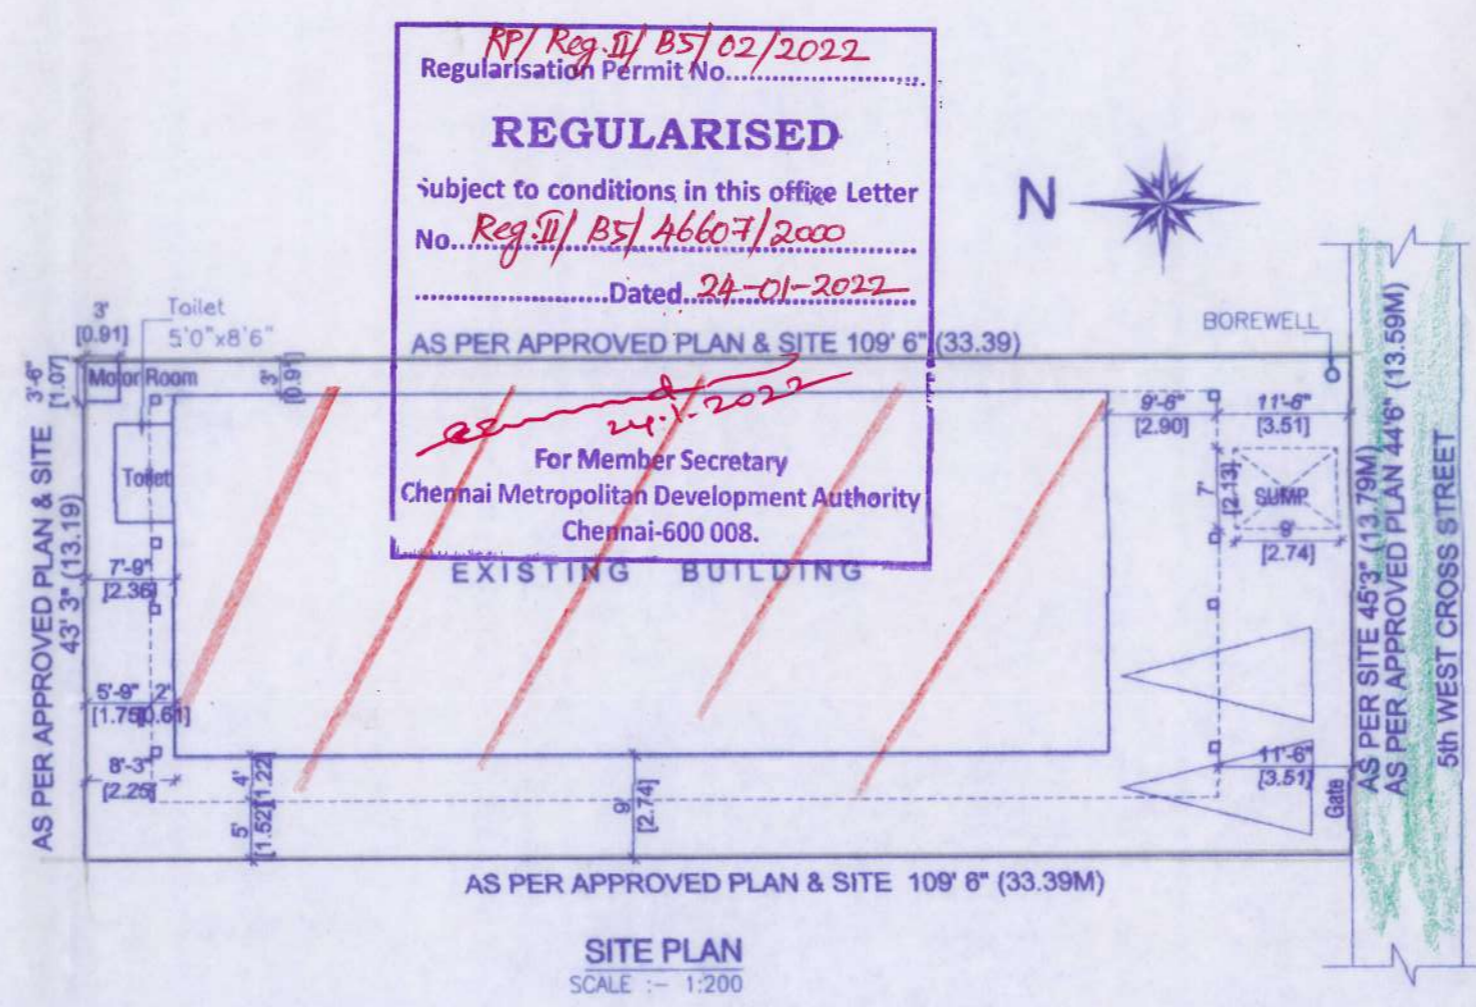 RP/ Reg.II/ B5/ 02/2022
Regularisation Permit No..............................
REGULARISED
Subject to conditions in this office Letter
No... Reg.II/ B5/ 46607/2000
..............................Dated..24-01-2022
N
3'
[0.91]
Toilet
5'0"x8'6"
AS PER APPROVED PLAN & SITE 109' 6" (33.39)
BOREWELL
3'-6"
[1.07]
Motor Room
3'
[0.91
24.1.2022
9'-6"
[2.90]
11'-6"
[3.51]
For Member Secretary
Chennai Metropolitan Development Authority
Chennai-600 008.
Toilet
7'
[2.13]
SUMP
9'
[2.74]
EXISTING BUILDING
AS PER APPROVED PLAN & SITE
43' 3" (13.19)
7'-9"
[2.36]
5'-9"
[1.75]
2'
[0.61]
8'-3"
[2.25]
4'
[1.22]
5'
[1.52]
9'
[2.74]
11'-6"
[3.51]
Gate
AS PER SITE 45'3" (13.79M)
AS PER APPROVED PLAN 44'6" (13.59M)
5th WEST CROSS STREET
AS PER APPROVED PLAN & SITE 109' 6" (33.39M)
SITE PLAN
SCALE :- 1:200